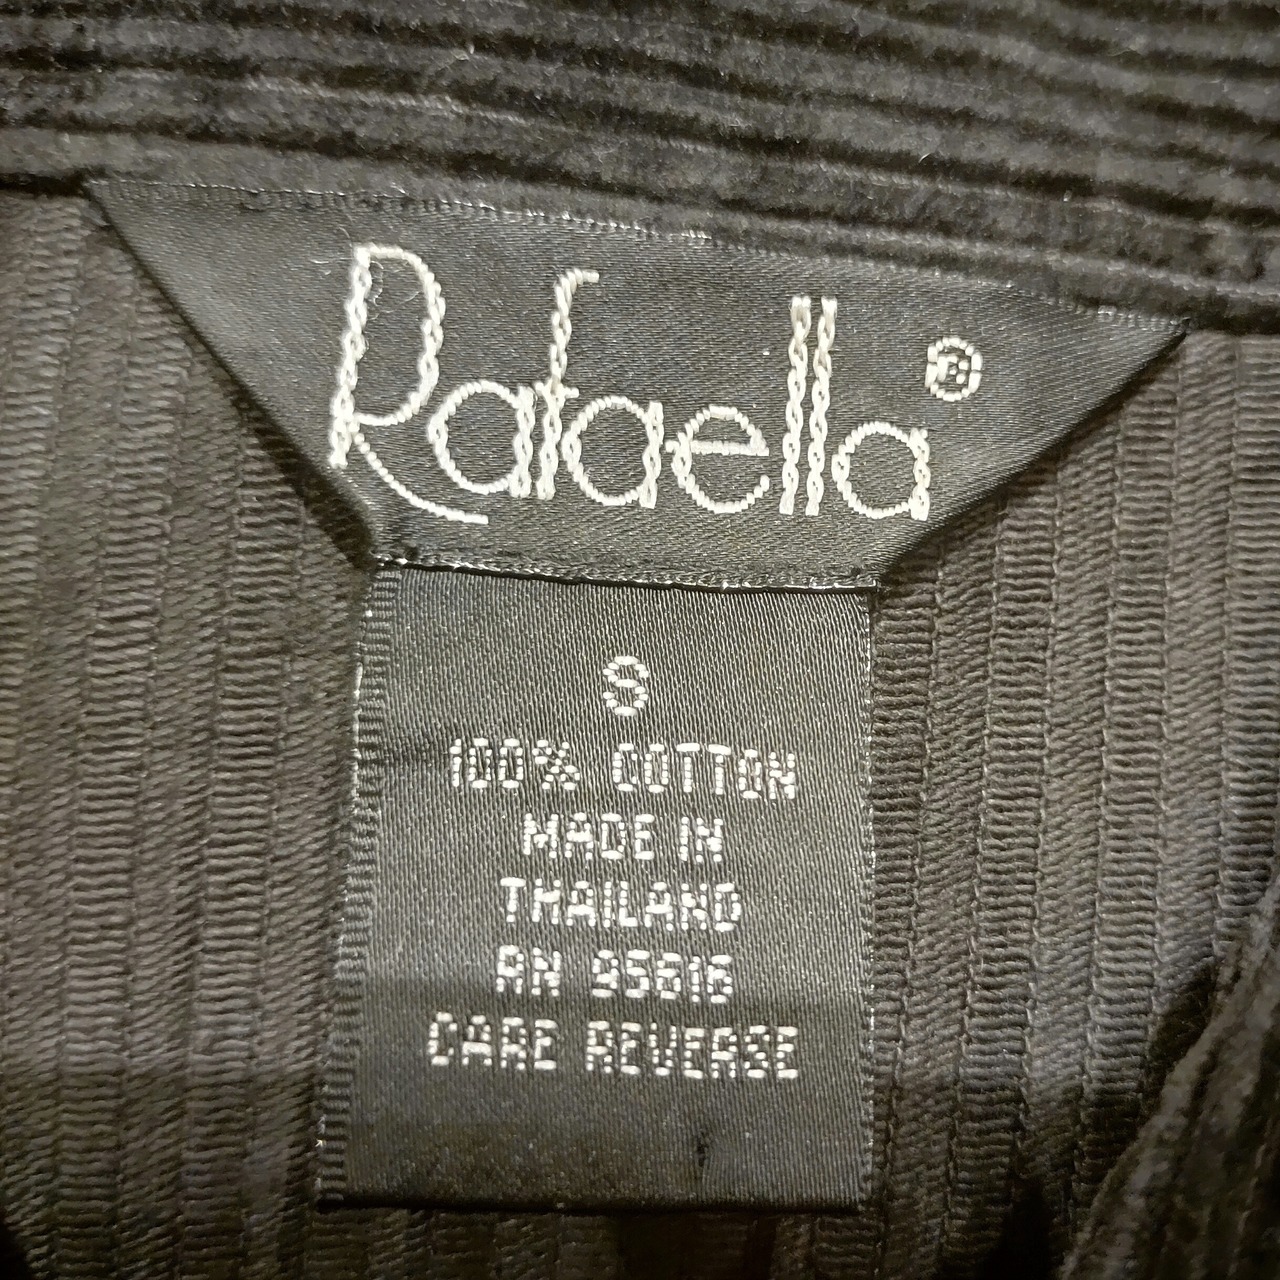 Rafaella®
S
100% COTTON
MADE IN
THAILAND
RN 95616
CARE REVERSE